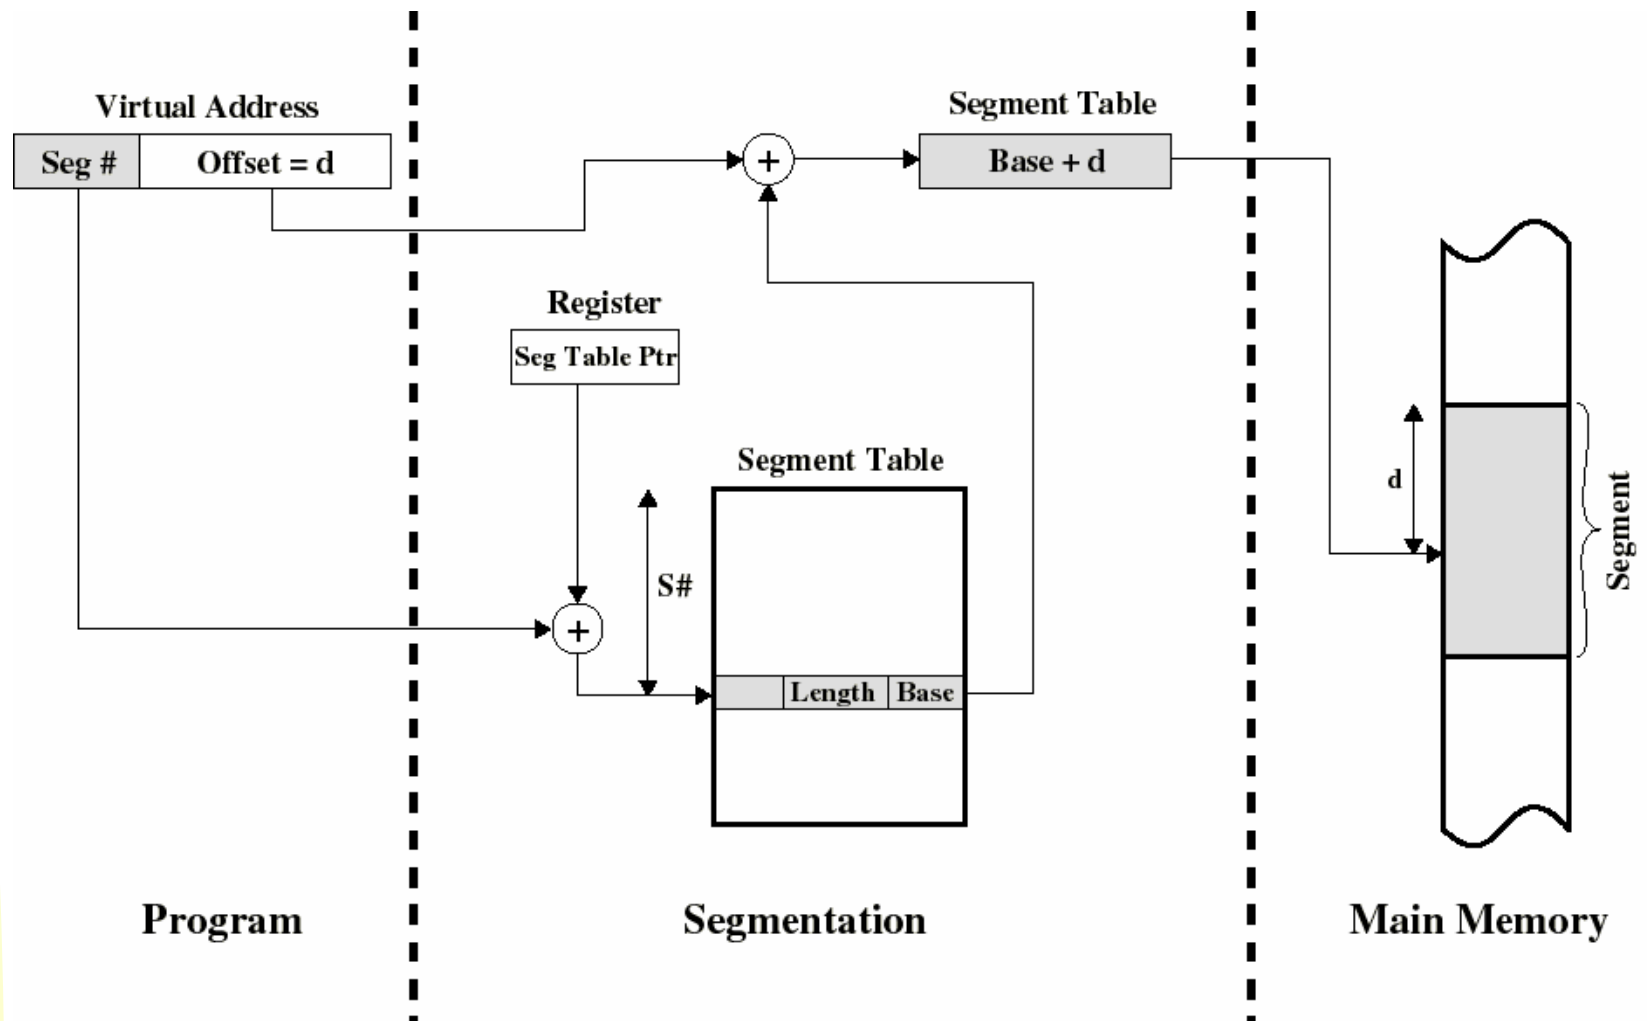 Virtual Address
Seg #
Offset = d
+
Segment Table
Base + d
Register
Seg Table Ptr
Segment Table
S#
+
Length
Base
d
Segment
Program
Segmentation
Main Memory